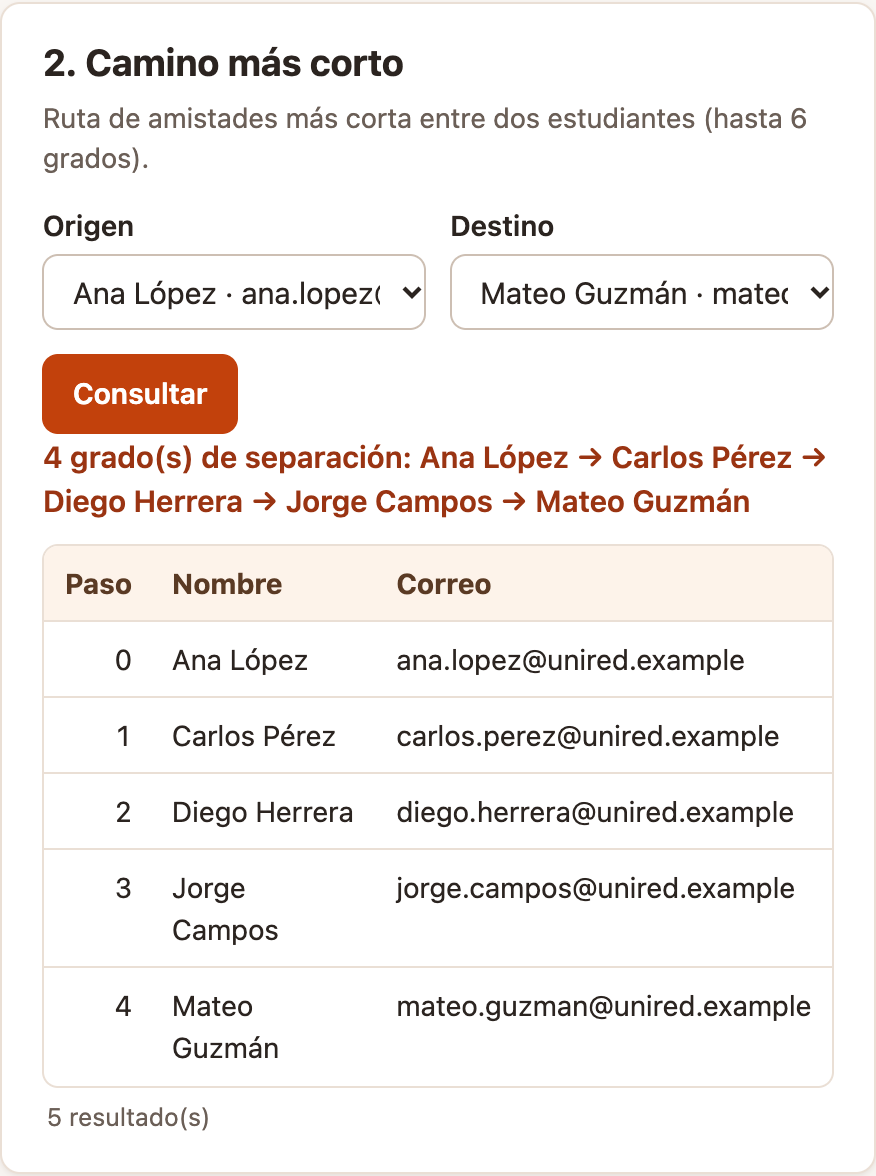 2. Camino más corto
Ruta de amistades más corta entre dos estudiantes (hasta 6
grados).
Origen Destino
Ana López · ana.lopez Mateo Guzmán · mateo
Consultar
4 grado(s) de separación: Ana López → Carlos Pérez →
Diego Herrera → Jorge Campos → Mateo Guzmán
Paso Nombre Correo
0 Ana López ana.lopez@unired.example
1 Carlos Pérez carlos.perez@unired.example
2 Diego Herrera diego.herrera@unired.example
3 Jorge jorge.campos@unired.example
Campos
4 Mateo mateo.guzman@unired.example
Guzmán
5 resultado(s)